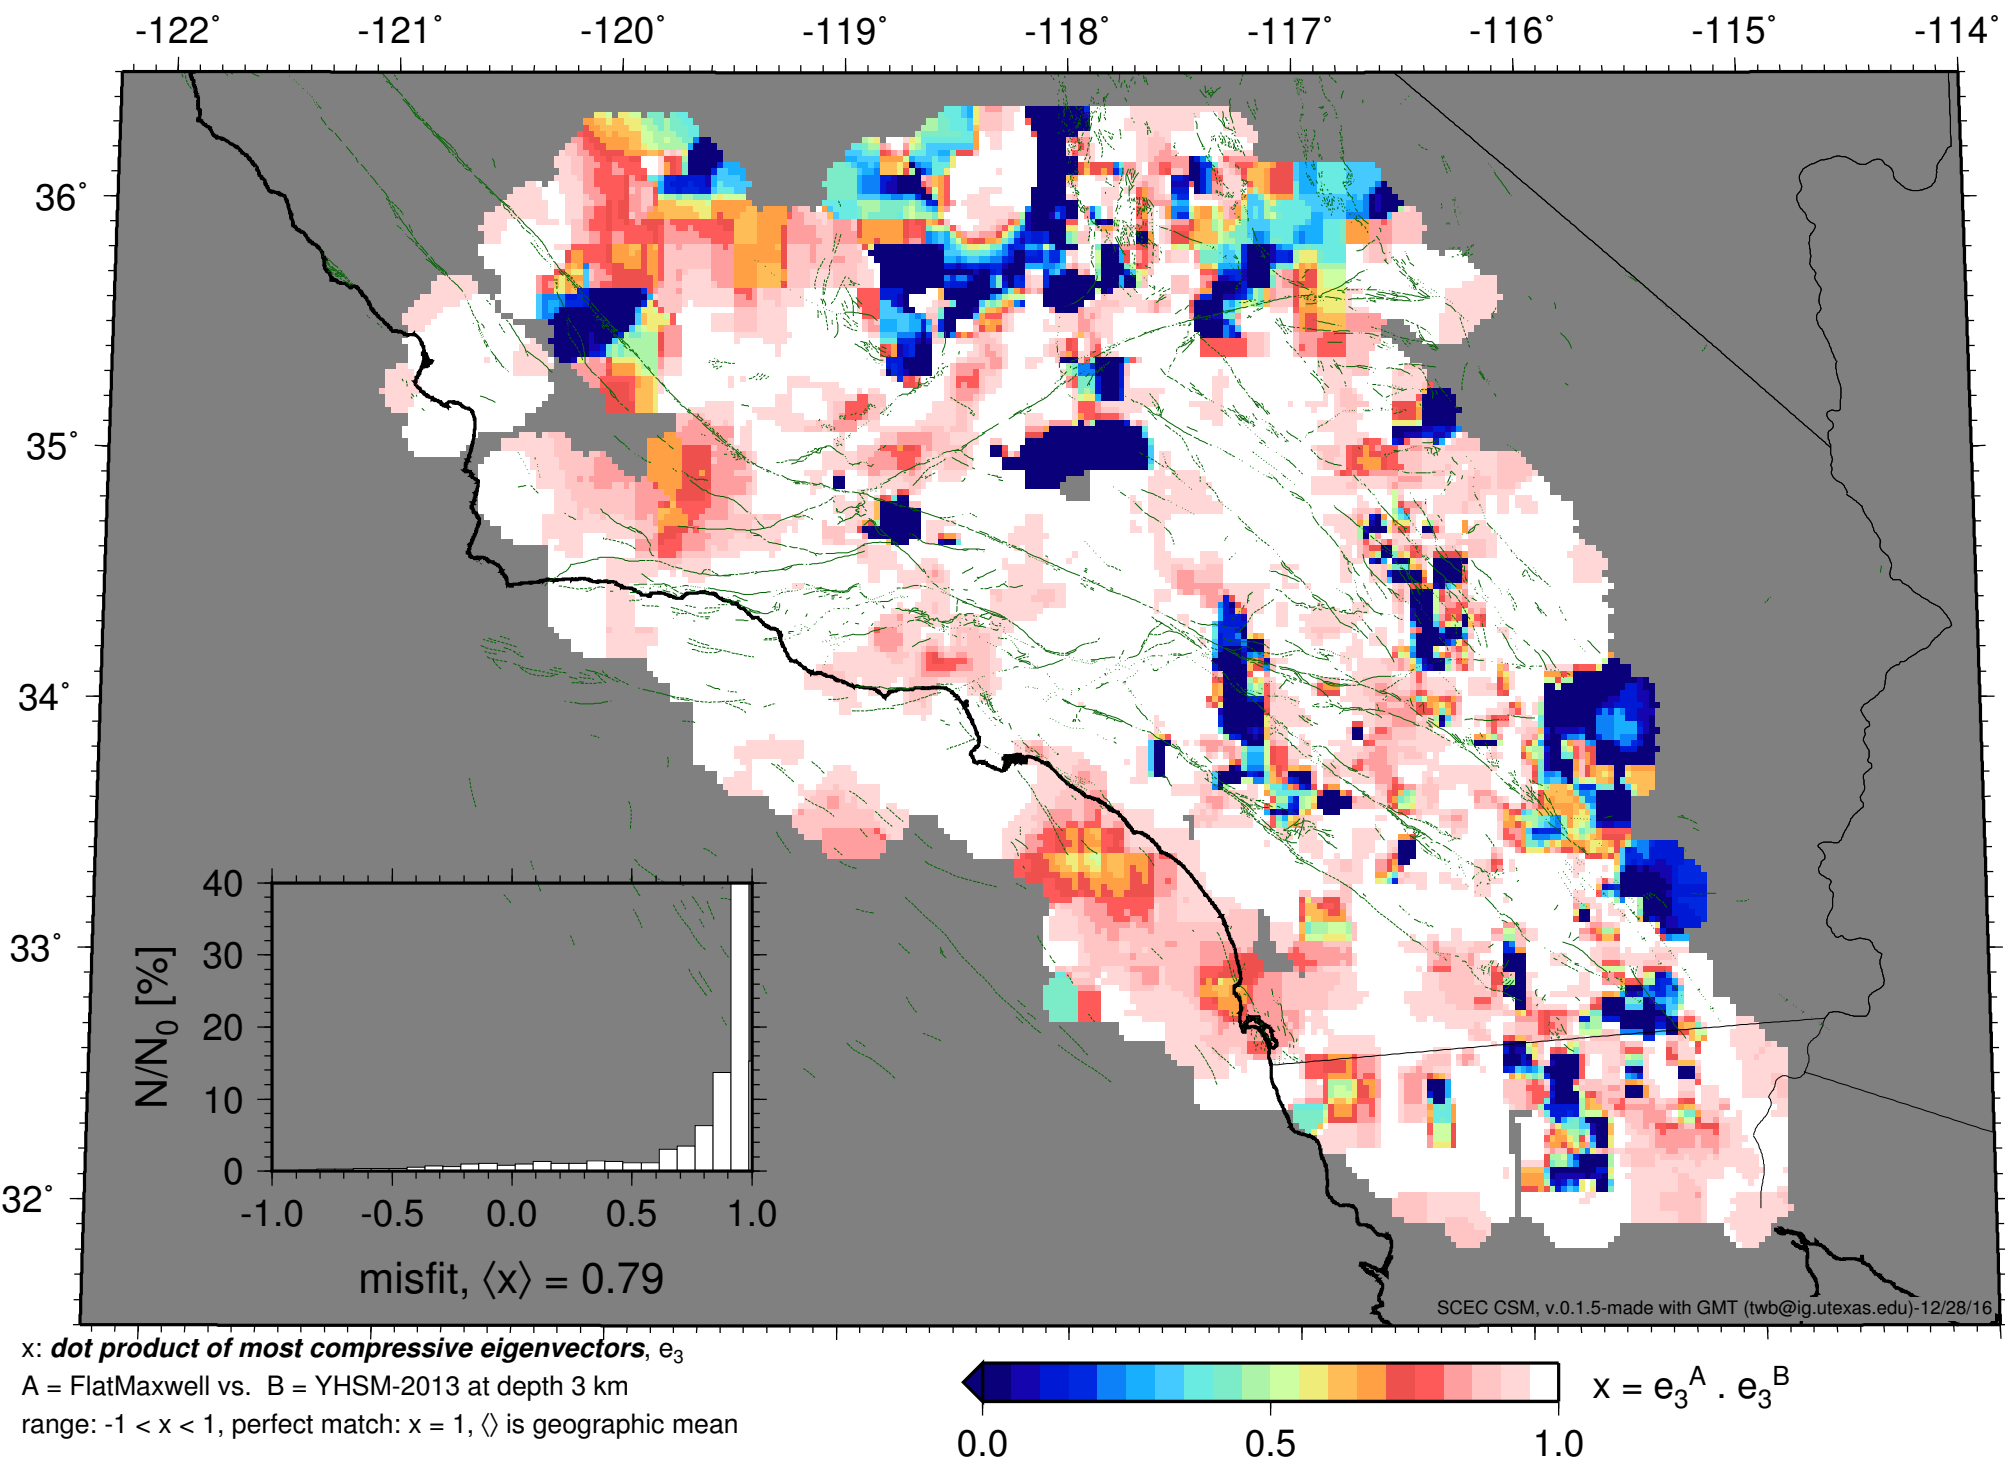 -122° -121° -120° -119° -118° -117° -116° -115° -114°
36°
35°
34°
33°
32°
N/N0 [%]
40
30
20
10
0
-1.0 -0.5 0.0 0.5 1.0
misfit, ⟨x⟩ = 0.79
SCEC CSM, v.0.1.5-made with GMT (twb@ig.utexas.edu)-12/28/16
x: dot product of most compressive eigenvectors, e3
A = FlatMaxwell vs. B = YHSM-2013 at depth 3 km
range: -1 < x < 1, perfect match: x = 1, ⟨⟩ is geographic mean
x = e3^A . e3^B
0.0 0.5 1.0